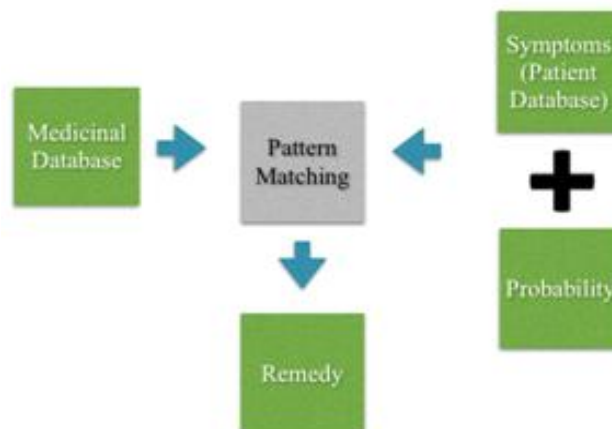 Symptoms
(Patient
Database)
Medicinal
Database
Pattern
Matching
Probability
Remedy